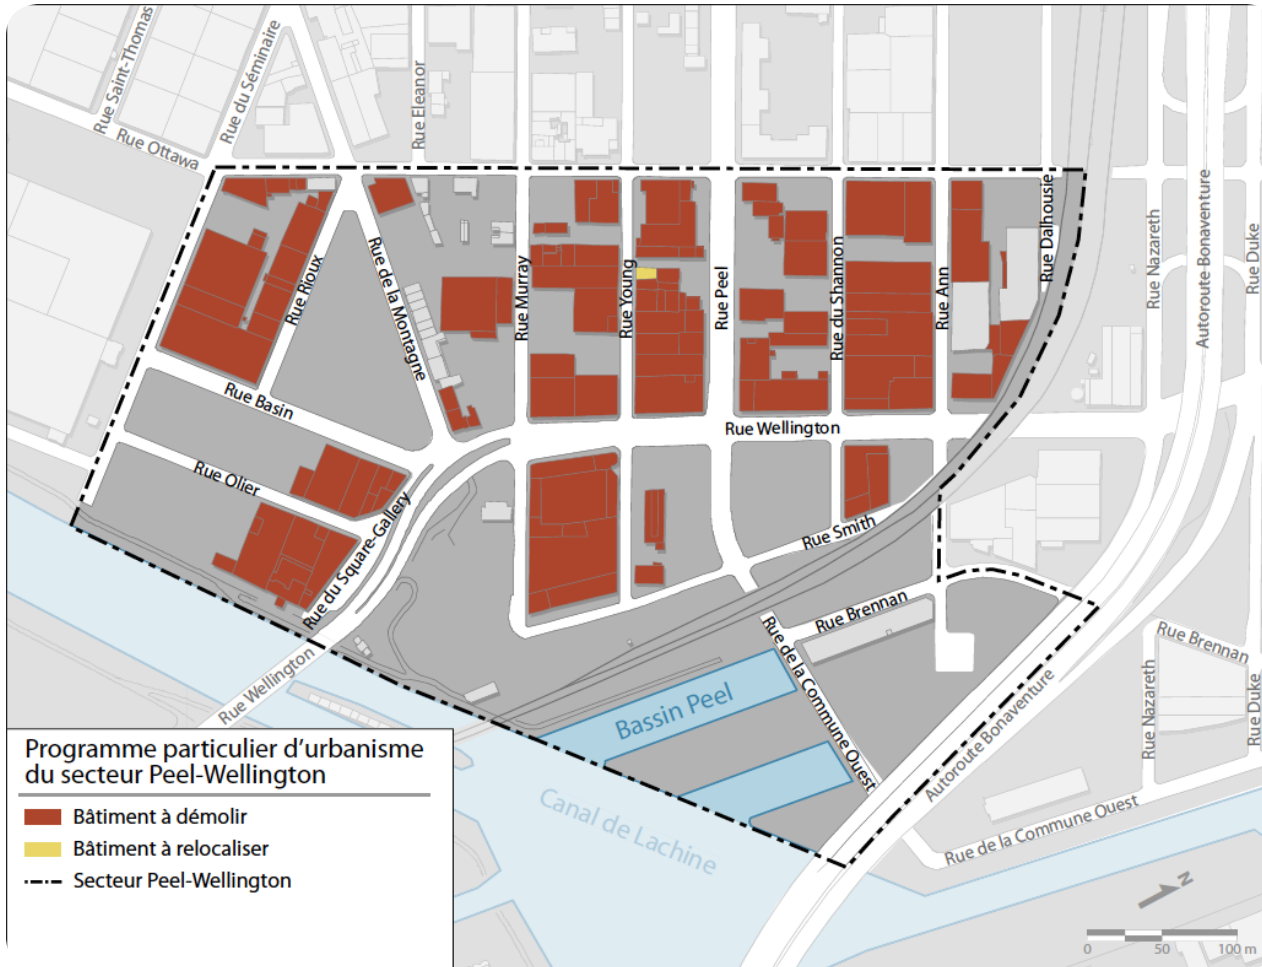 Rue Saint-Thomas
Rue du Séminaire
Rue Ottawa
Rue Eleanor
Rue Rioux
Rue de la Montagne
Rue Murray
Rue Young
Rue Peel
Rue du Shannon
Rue Ann
Rue Dalhousie
Rue Nazareth
Autoroute Bonaventure
Rue Duke
Rue Basin
Rue Wellington
Rue Olier
Rue du Square-Gallery
Rue Smith
Rue Brennan
Rue de la Commune Ouest
Rue Brennan
Rue Wellington
Bassin Peel
Autoroute Bonaventure
Rue Nazareth
Rue Duke
Canal de Lachine
Rue de la Commune Ouest
Programme particulier d'urbanisme
du secteur Peel-Wellington
Bâtiment à démolir
Bâtiment à relocaliser
Secteur Peel-Wellington
N
0 50 100 m